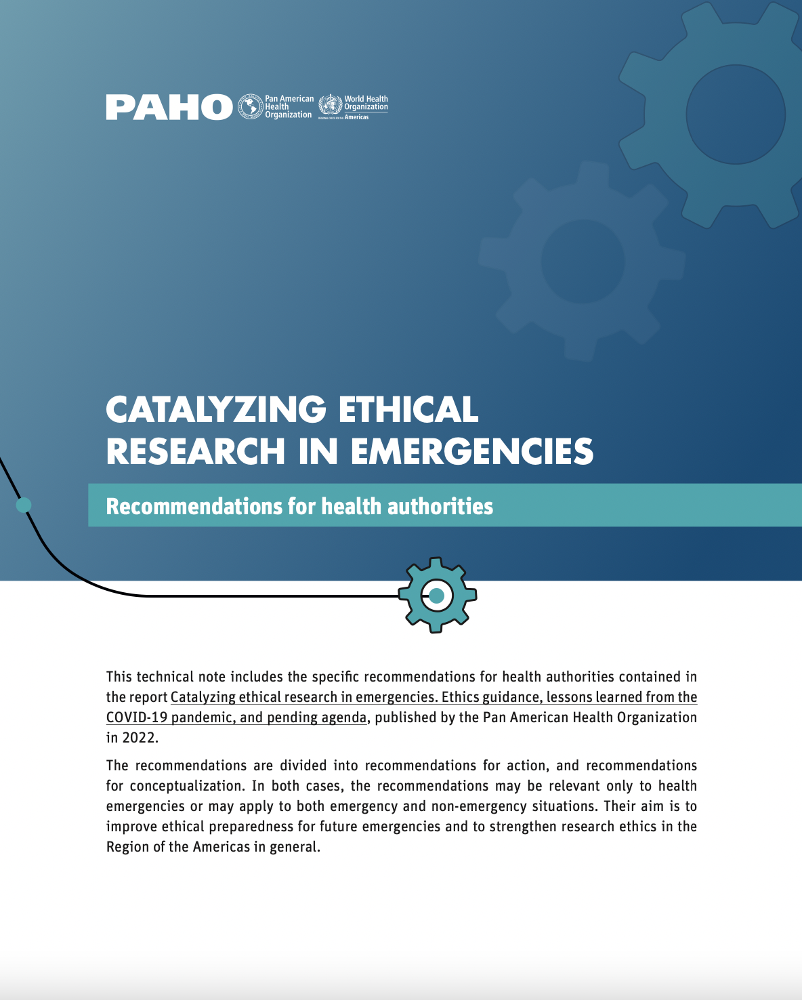 PAHO
Pan American
Health
Organization
World Health
Organization
REGIONAL OFFICE FOR THE Americas
CATALYZING ETHICAL
RESEARCH IN EMERGENCIES
Recommendations for health authorities
This technical note includes the specific recommendations for health authorities contained in
the report Catalyzing ethical research in emergencies. Ethics guidance, lessons learned from the
COVID-19 pandemic, and pending agenda, published by the Pan American Health Organization
in 2022.
The recommendations are divided into recommendations for action, and recommendations
for conceptualization. In both cases, the recommendations may be relevant only to health
emergencies or may apply to both emergency and non-emergency situations. Their aim is to
improve ethical preparedness for future emergencies and to strengthen research ethics in the
Region of the Americas in general.